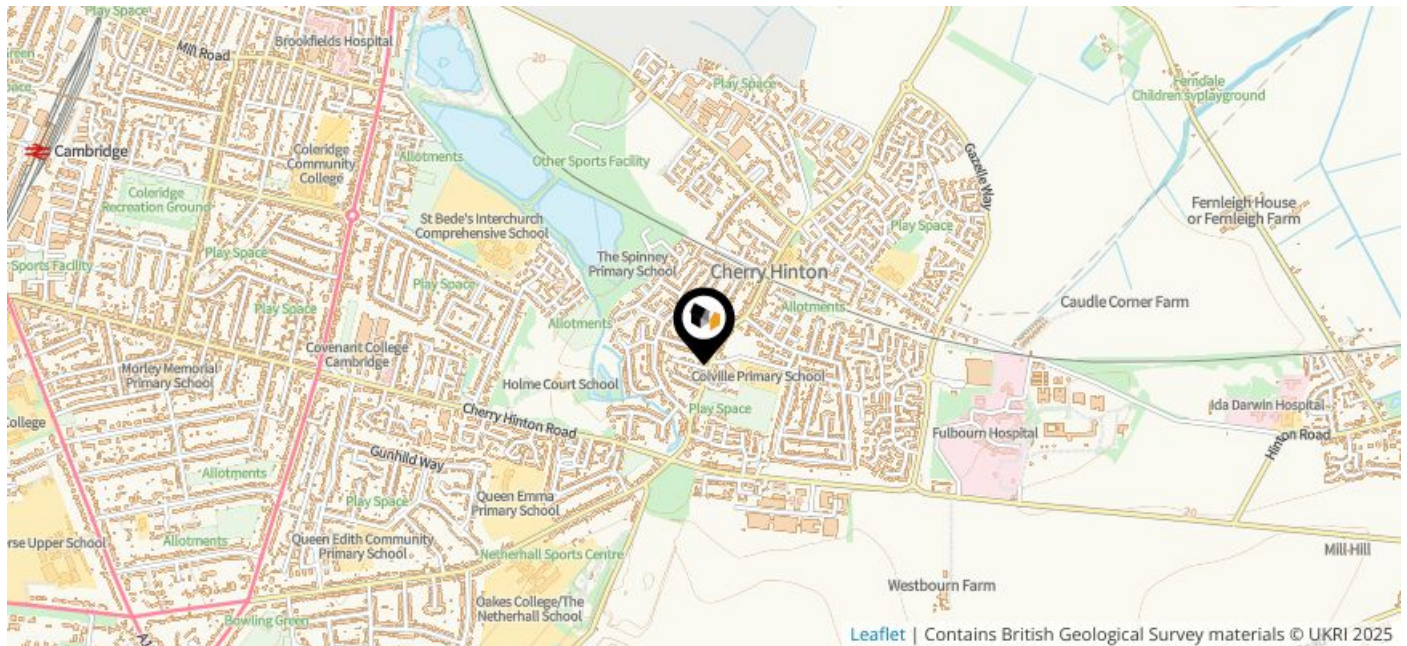 Play Space
Mill Road
Brookfields Hospital
Green
pace
Cambridge
Coleridge
Community
College
Allotments
Other Sports Facility
Play Space
Ferndale
Children'splayground
Gazelle Way
Coleridge
Recreation Ground
St Bede's Interchurch
Comprehensive School
Fernleigh House
or Fernleigh Farm
Play Space
Play Space
Sports Facility
The Spinney
Primary School
Cherry Hinton
Play Space
Play Space
Allotments
Allotments
Caudle Corner Farm
Covenant College
Cambridge
Morley Memorial
Primary School
Holme Court School
Colville Primary School
Play Space
Cherry Hinton Road
College
Ida Darwin Hospital
Fulbourn Hospital
Hinton Road
Gunhild Way
Allotments
Play Space
Queen Emma
Primary School
20
20
erse Upper School
Allotments
Queen Edith Community
Primary School
Netherhall Sports Centre
Mill Hill
Westbourn Farm
Oakes College/The
Netherhall School
Bowling Green
Leaflet | Contains British Geological Survey materials © UKRI 2025